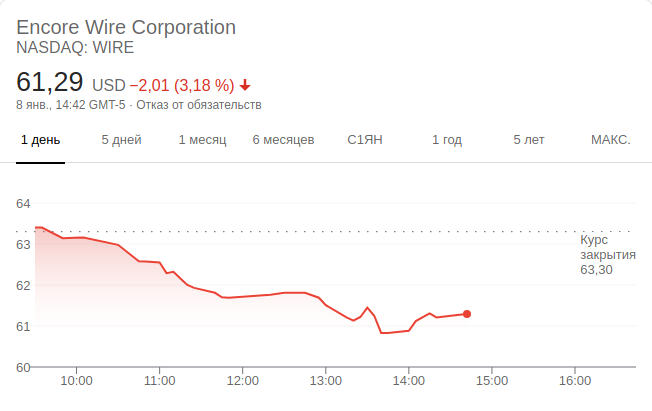 Encore Wire Corporation
NASDAQ: WIRE
61,29 USD −2,01 (3,18 %)
8 янв., 14:42 GMT-5 · Отказ от обязательств
1 день 5 дней 1 месяц 6 месяцев С1ЯН 1 год 5 лет МАКС.
64
63
62
61
60
Курс
закрытия
63,30
10:00 11:00 12:00 13:00 14:00 15:00 16:00